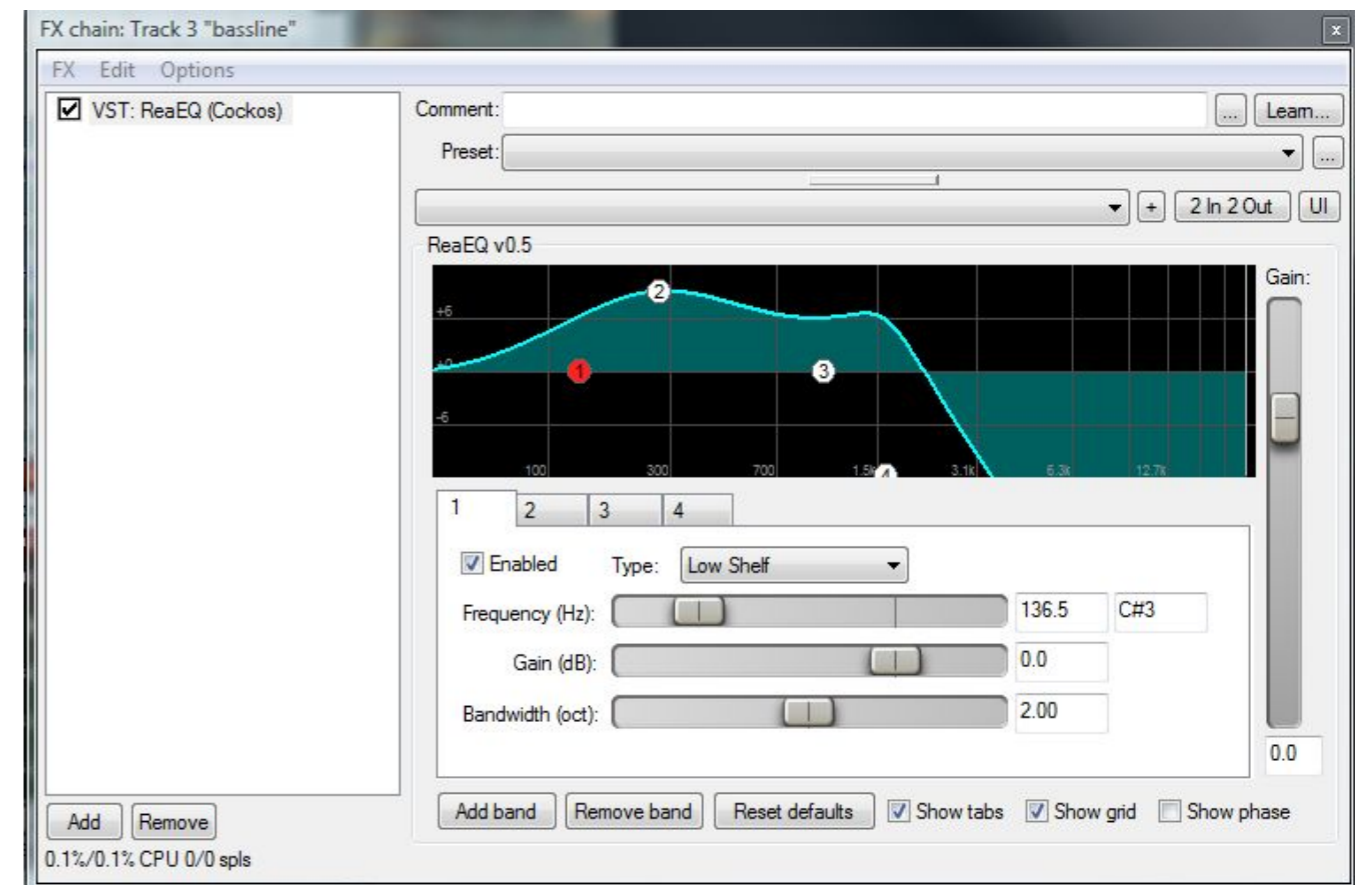 FX chain: Track 3 "bassline"
x
FX Edit Options
VST: ReaEQ (Cockos)
Comment: ... Learn...
Preset: ...
+ 2 In 2 Out UI
ReaEQ v0.5
Gain:
+6
+0
-6
1
2
3
4
100 300 700 1.5k 3.1k 6.3k 12.7k
1 2 3 4
Enabled Type: Low Shelf
Frequency (Hz): 136.5 C#3
Gain (dB): 0.0
Bandwidth (oct): 2.00
0.0
Add band Remove band Reset defaults Show tabs Show grid Show phase
Add Remove
0.1%/0.1% CPU 0/0 spls